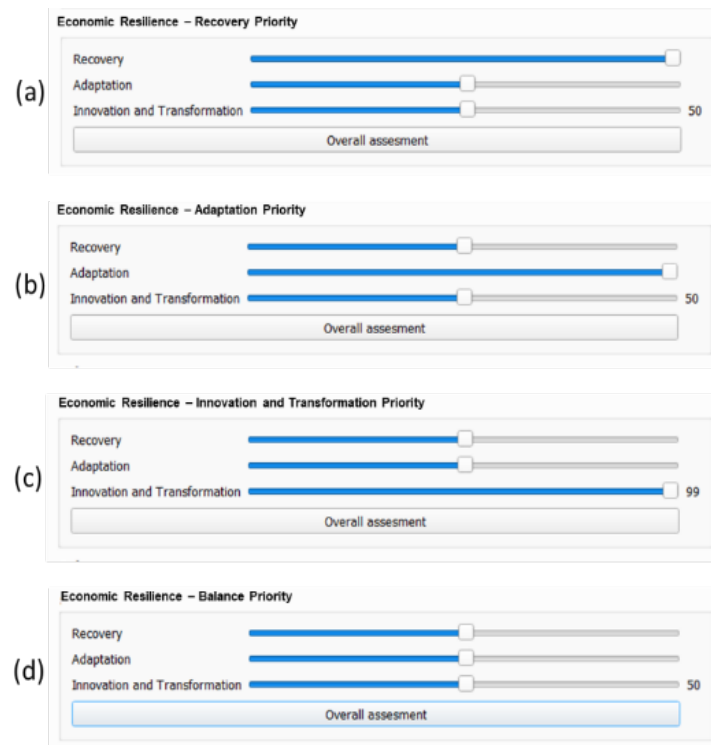 Economic Resilience – Recovery Priority
(a)
Recovery
Adaptation
Innovation and Transformation 50
Overall assesment
Economic Resilience – Adaptation Priority
(b)
Recovery
Adaptation
Innovation and Transformation 50
Overall assesment
Economic Resilience – Innovation and Transformation Priority
(c)
Recovery
Adaptation
Innovation and Transformation 99
Overall assesment
Economic Resilience – Balance Priority
(d)
Recovery
Adaptation
Innovation and Transformation 50
Overall assesment